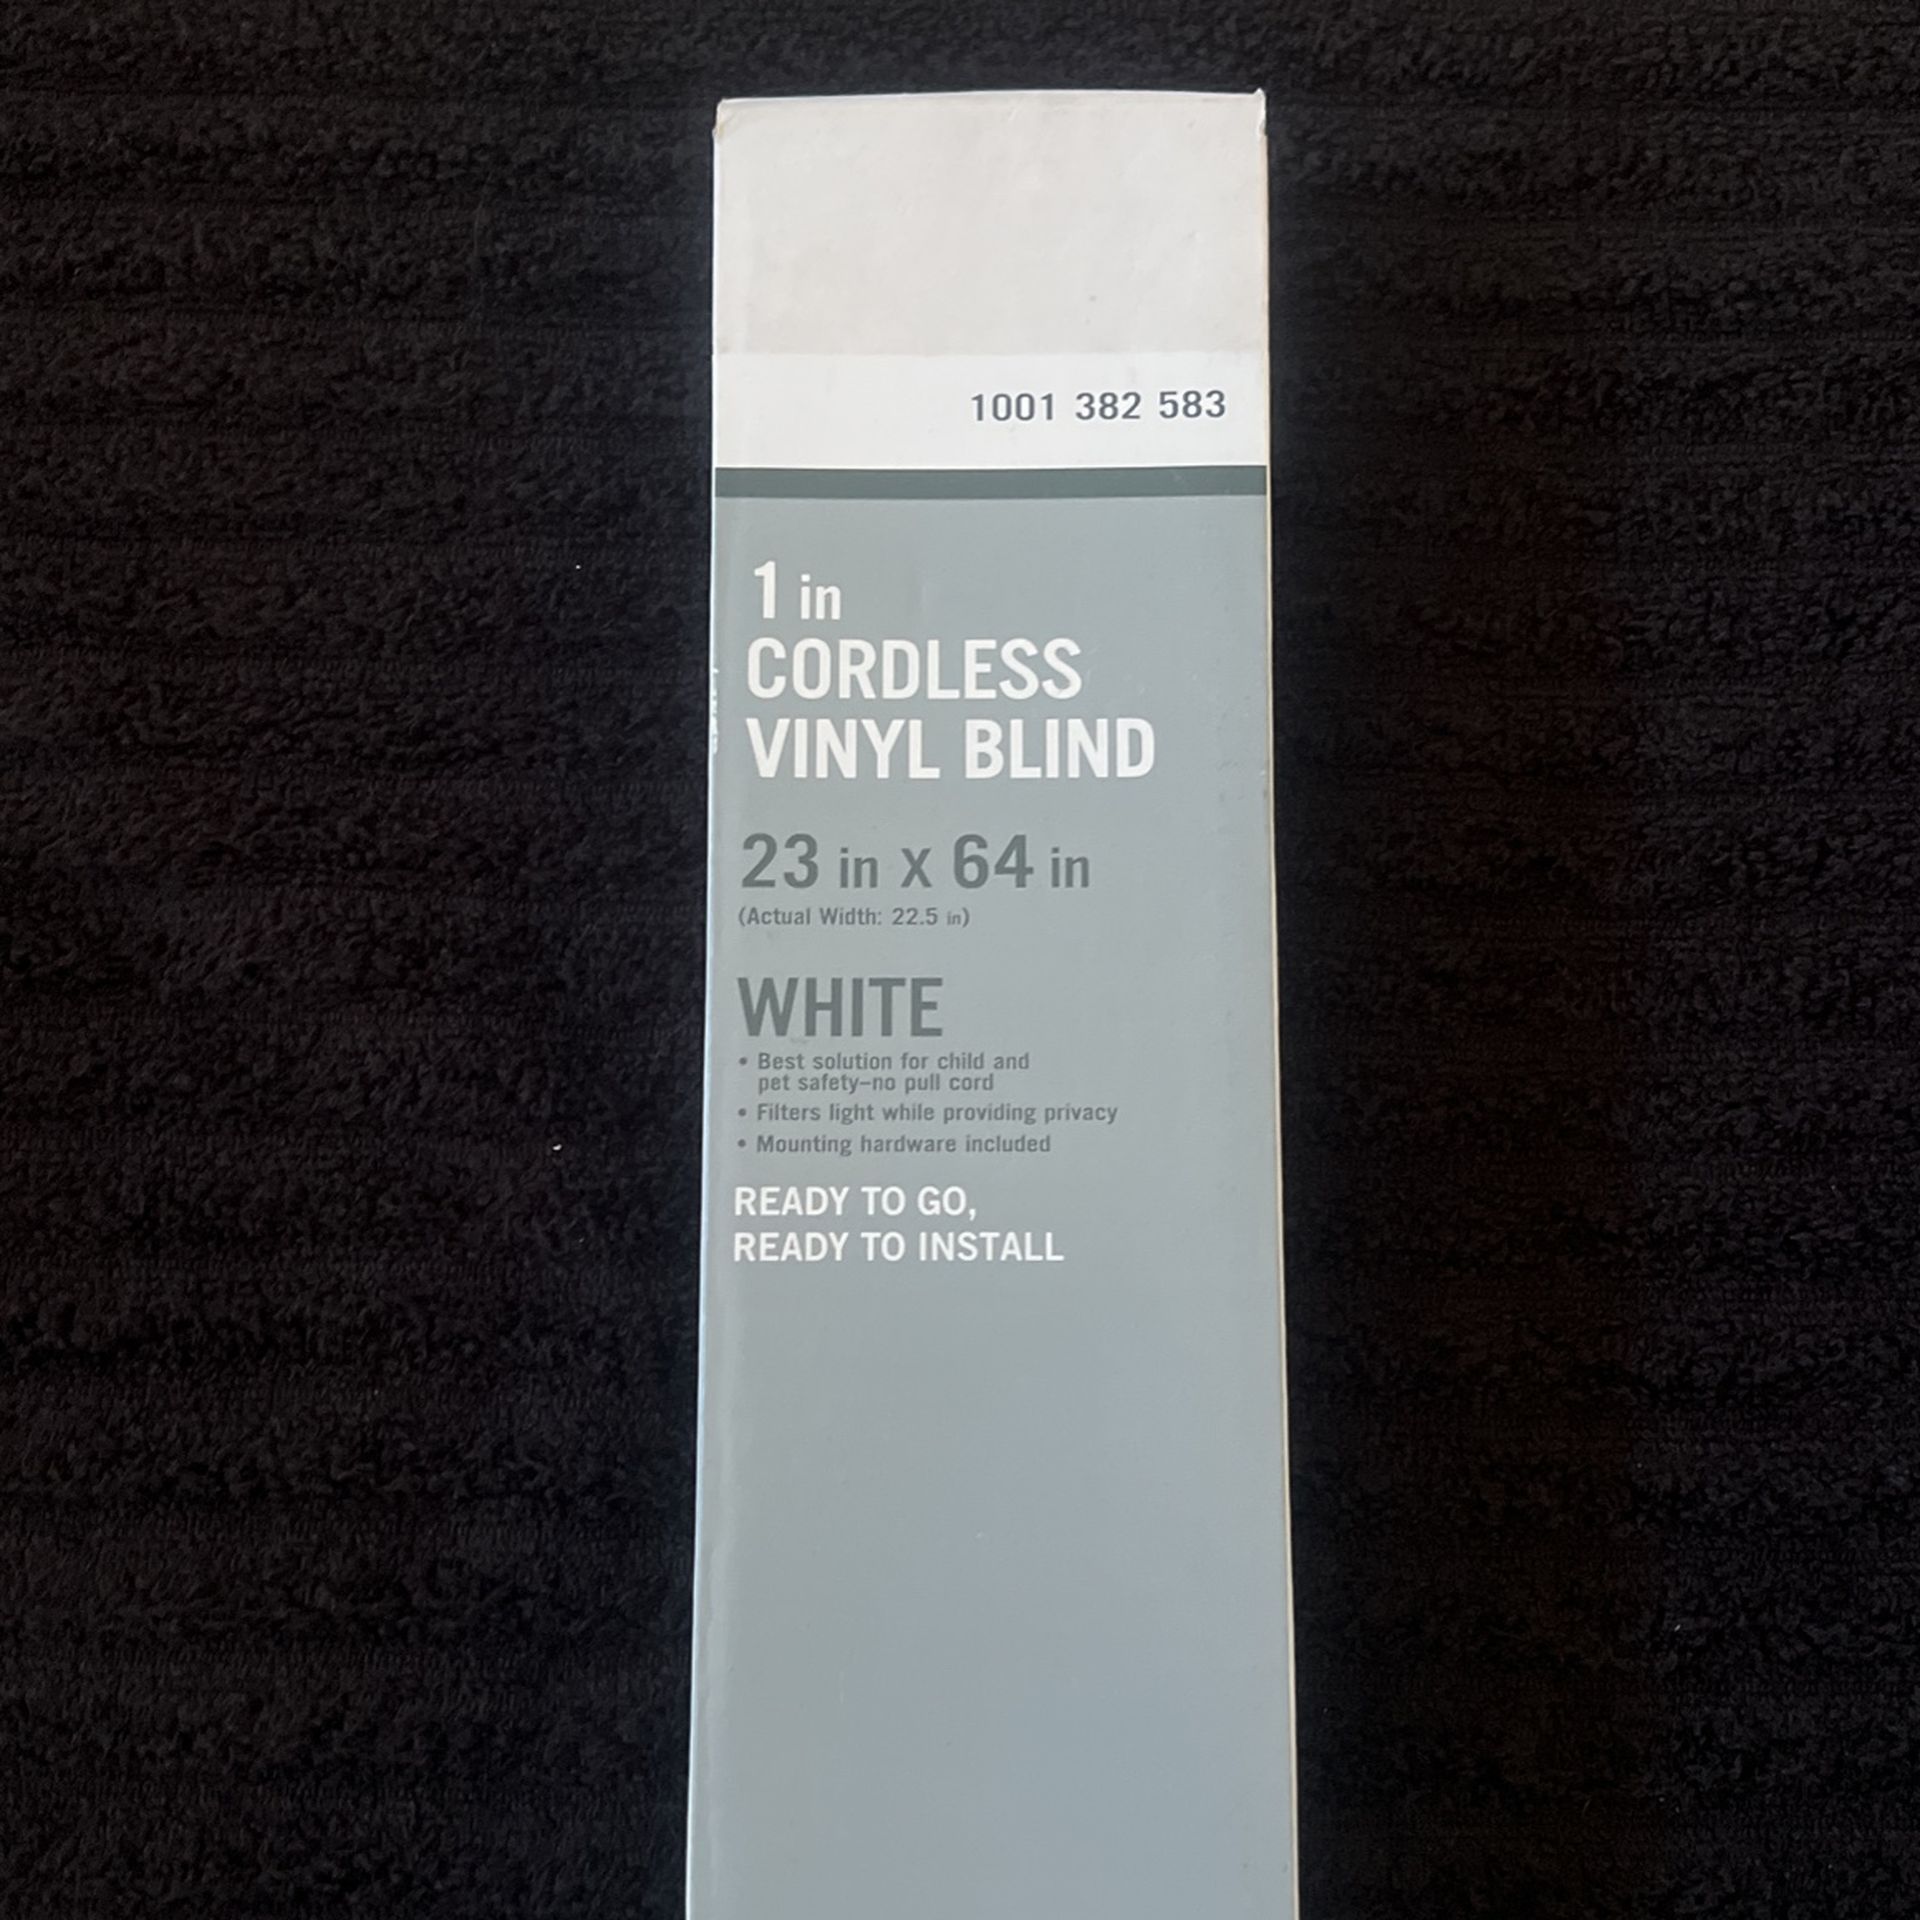 1001 382 583
1 in
CORDLESS
VINYL BLIND
23 in X 64 in
(Actual Width: 22.5 in)
WHITE
• Best solution for child and
pet safety–no pull cord
• Filters light while providing privacy
• Mounting hardware included
READY TO GO,
READY TO INSTALL